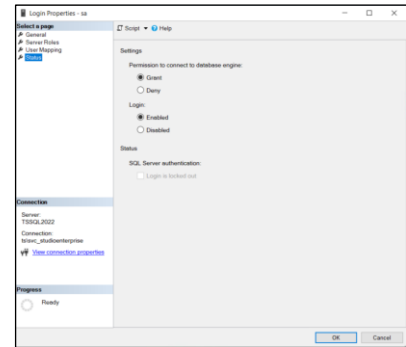 Login Properties - sa
Select a page
General
Server Roles
User Mapping
Status
Script
Help
Settings
Permission to connect to database engine:
Grant
Deny
Login:
Enabled
Disabled
Status
SQL Server authentication:
Login is locked out
Connection
Server:
TSSQL2022
Connection:
ts\svc_studioenterprise
View connection properties
Progress
Ready
OK
Cancel